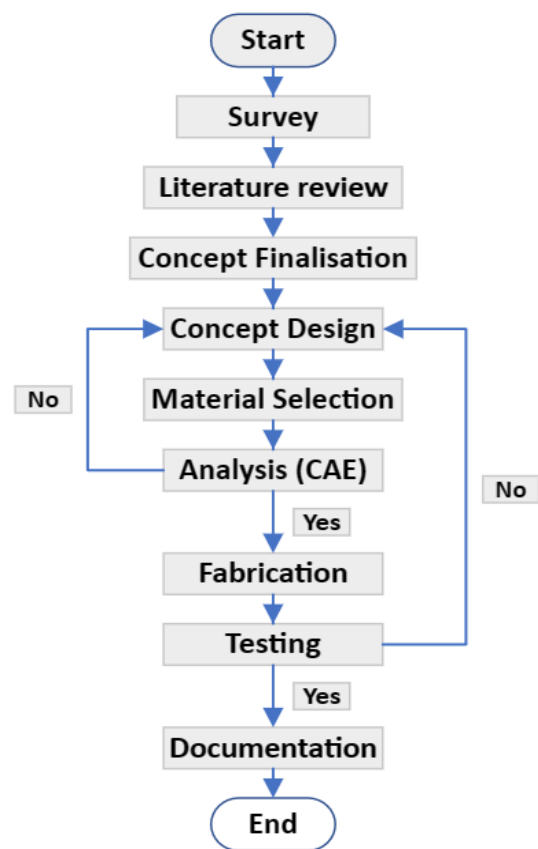 Start
Survey
Literature review
Concept Finalisation
Concept Design
No
Material Selection
Analysis (CAE)
No
Yes
Fabrication
Testing
Yes
Documentation
End